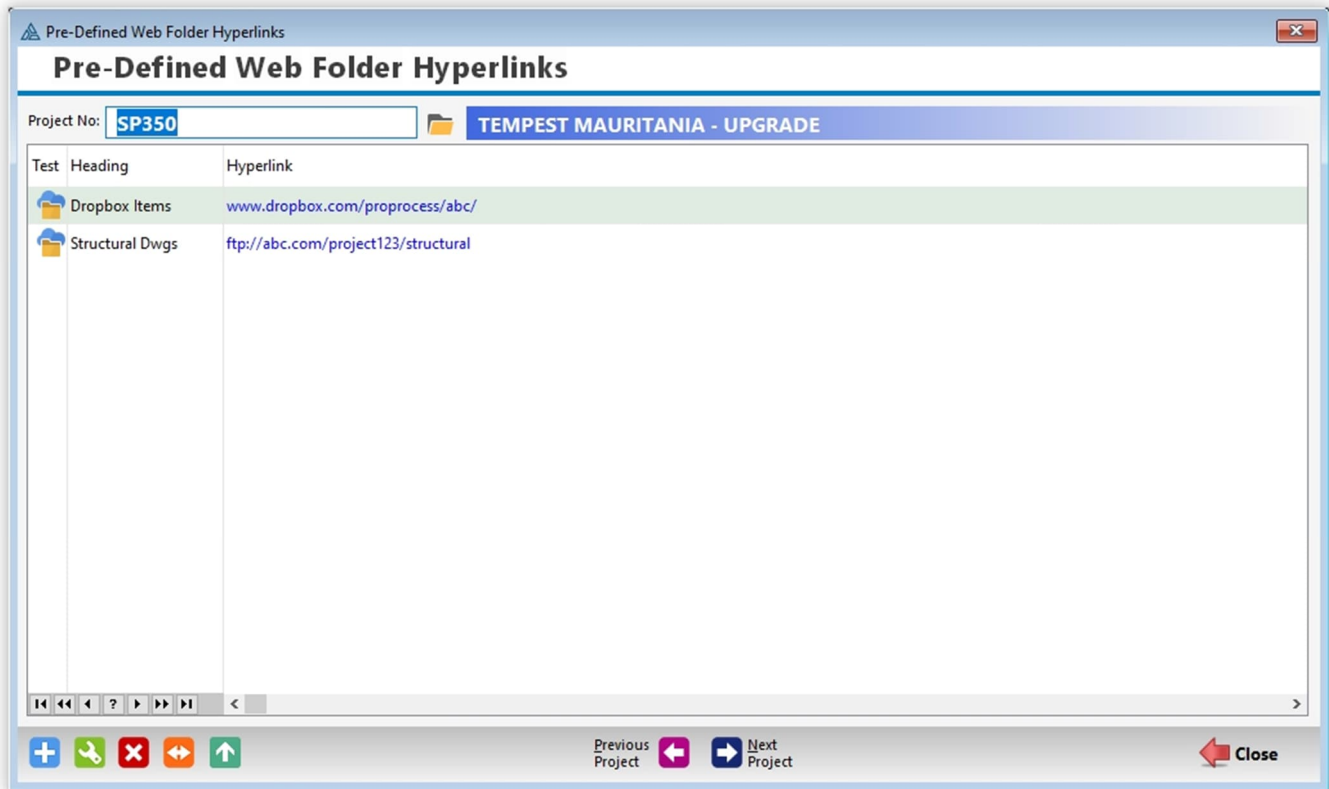 Pre-Defined Web Folder Hyperlinks
Pre-Defined Web Folder Hyperlinks
Project No: SP350 TEMPEST MAURITANIA - UPGRADE
Test Heading Hyperlink
Dropbox Items www.dropbox.com/proprocess/abc/
Structural Dwgs ftp://abc.com/project123/structural
?
Previous Next
Project Project
Close